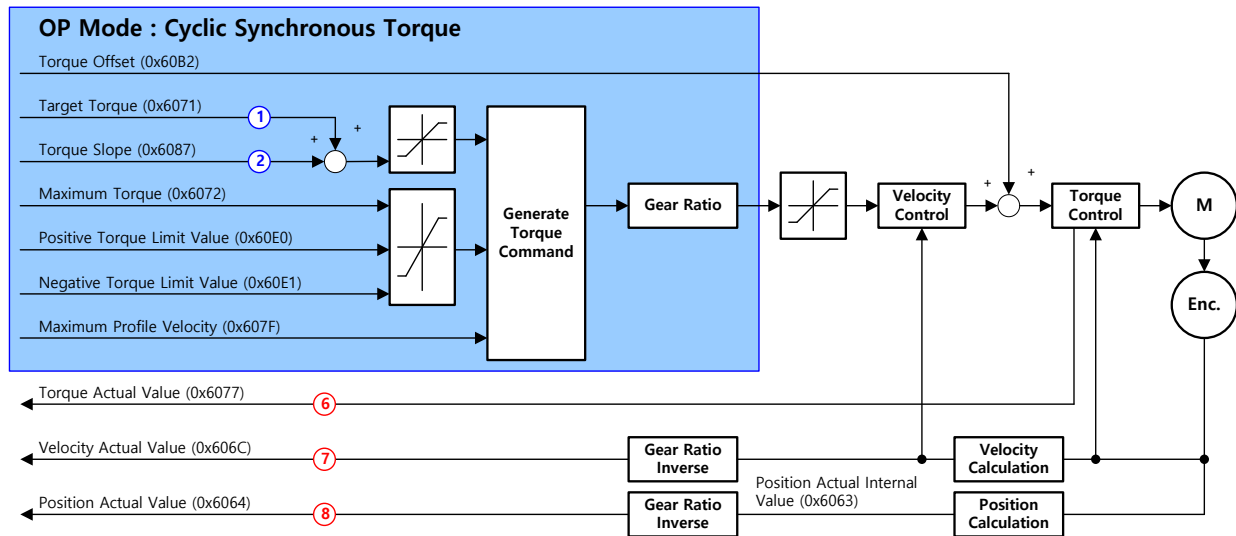 OP Mode : Cyclic Synchronous Torque
Torque Offset (0x60B2)
Target Torque (0x6071)
1
+
+
Torque Slope (0x6087)
2
Maximum Torque (0x6072)
Positive Torque Limit Value (0x60E0)
Negative Torque Limit Value (0x60E1)
Maximum Profile Velocity (0x607F)
Generate
Torque
Command
Gear Ratio
Velocity
Control
+
+
Torque
Control
M
Enc.
Torque Actual Value (0x6077)
6
Velocity Actual Value (0x606C)
7
Gear Ratio
Inverse
Velocity
Calculation
Position Actual Value (0x6064)
8
Gear Ratio
Inverse
Position Actual Internal
Value (0x6063)
Position
Calculation